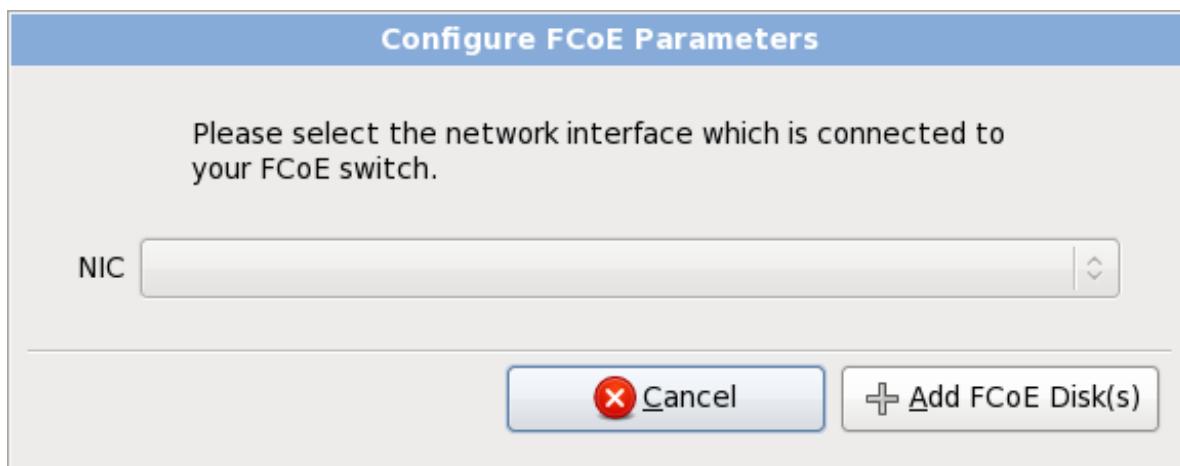 Configure FCoE Parameters
Please select the network interface which is connected to
your FCoE switch.
NIC
Cancel
Add FCoE Disk(s)